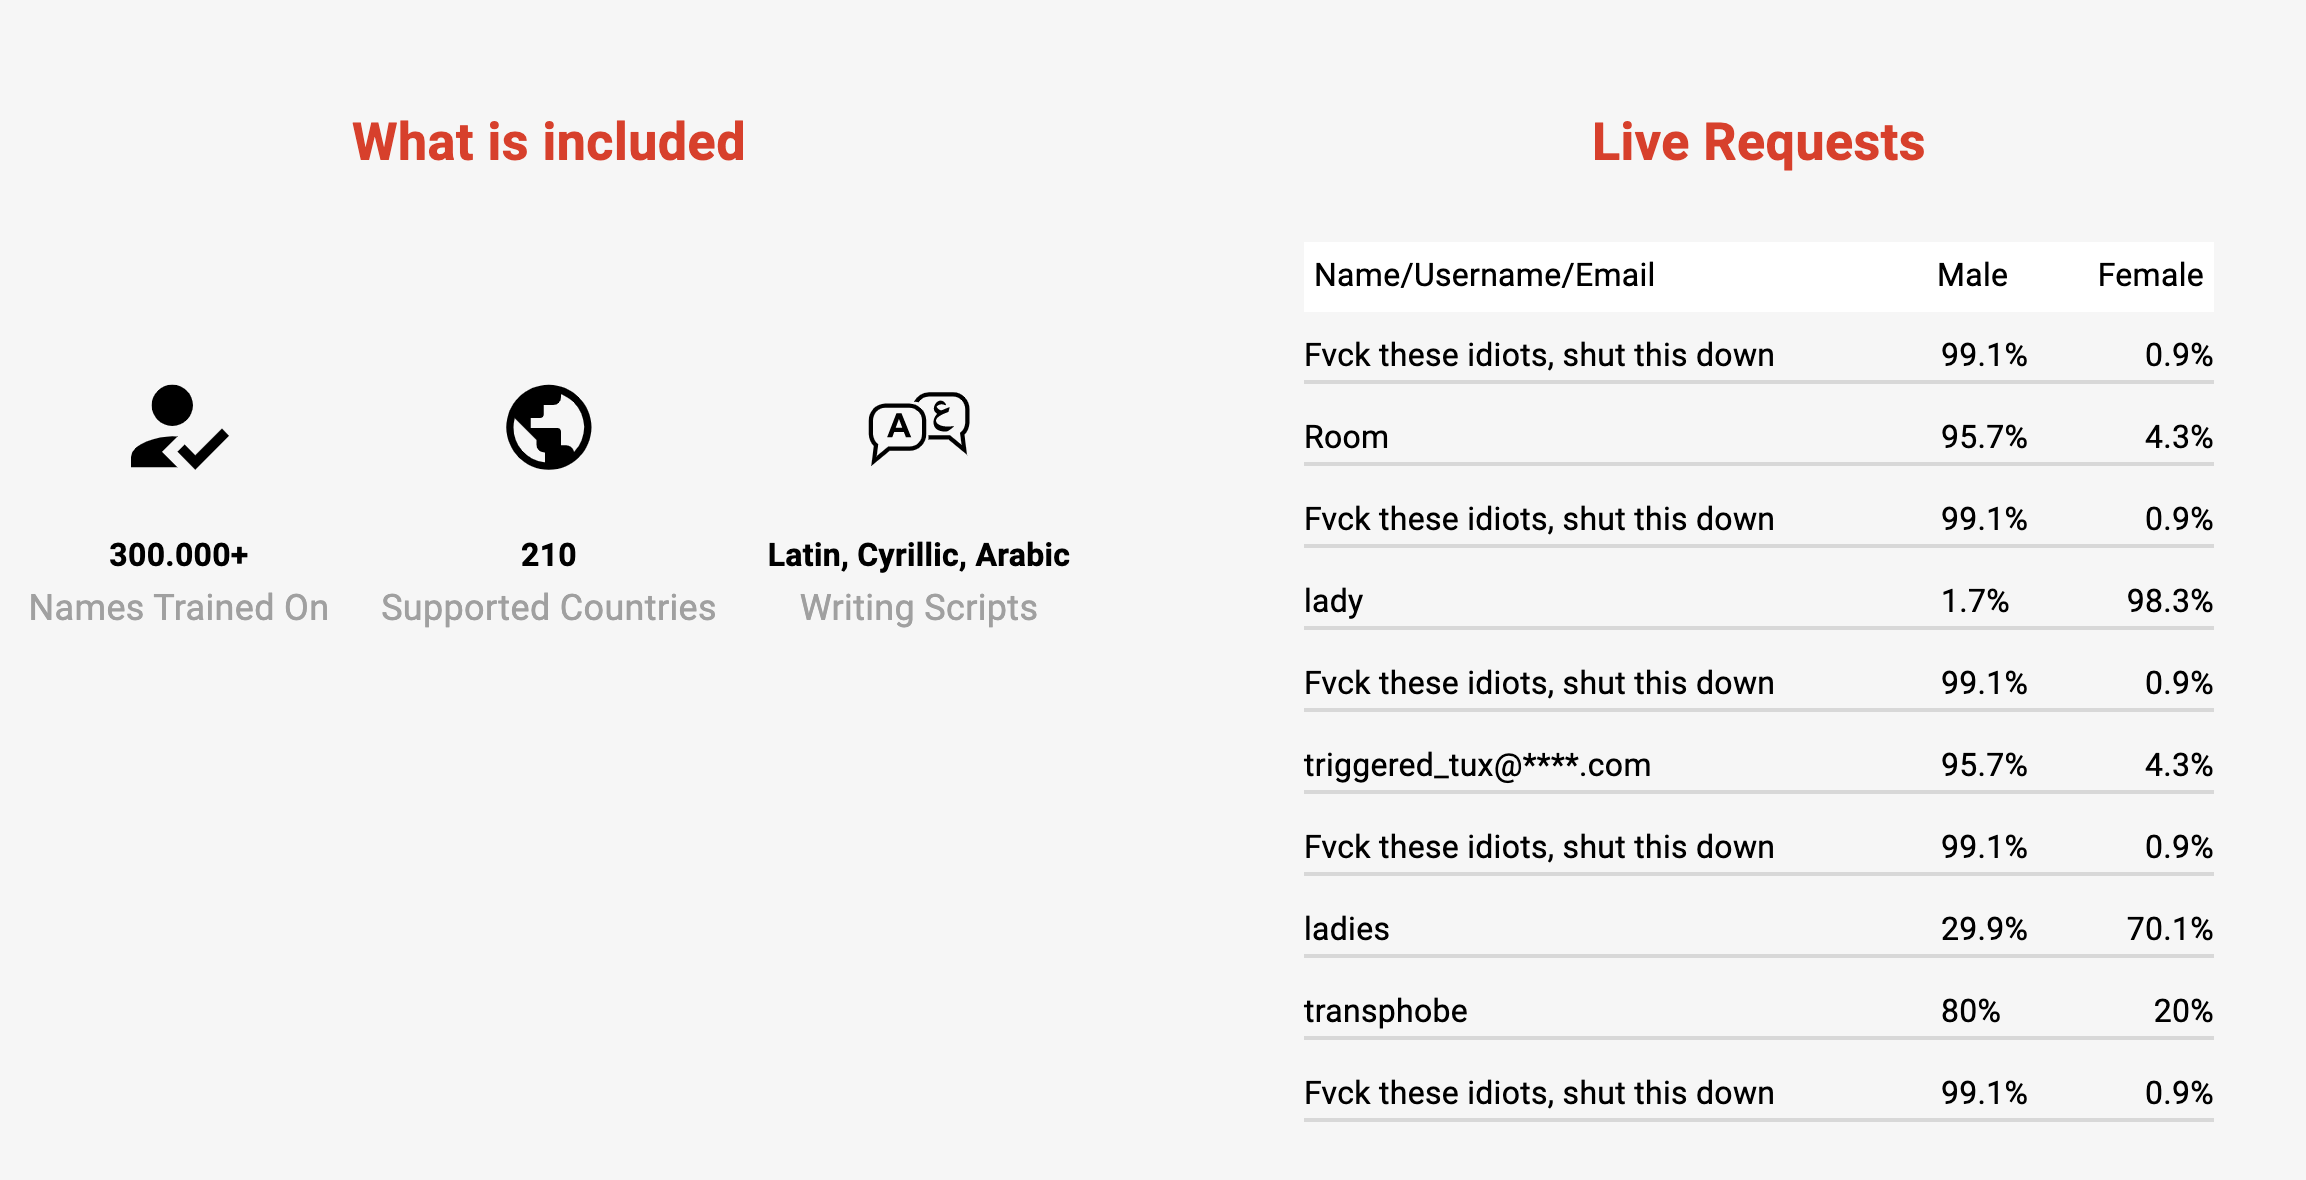 What is included
300.000+
Names Trained On
210
Supported Countries
A ع
Latin, Cyrillic, Arabic
Writing Scripts
Live Requests
Name/Username/Email Male Female
Fvck these idiots, shut this down 99.1% 0.9%
Room 95.7% 4.3%
Fvck these idiots, shut this down 99.1% 0.9%
lady 1.7% 98.3%
Fvck these idiots, shut this down 99.1% 0.9%
triggered_tux@****.com 95.7% 4.3%
Fvck these idiots, shut this down 99.1% 0.9%
ladies 29.9% 70.1%
transphobe 80% 20%
Fvck these idiots, shut this down 99.1% 0.9%